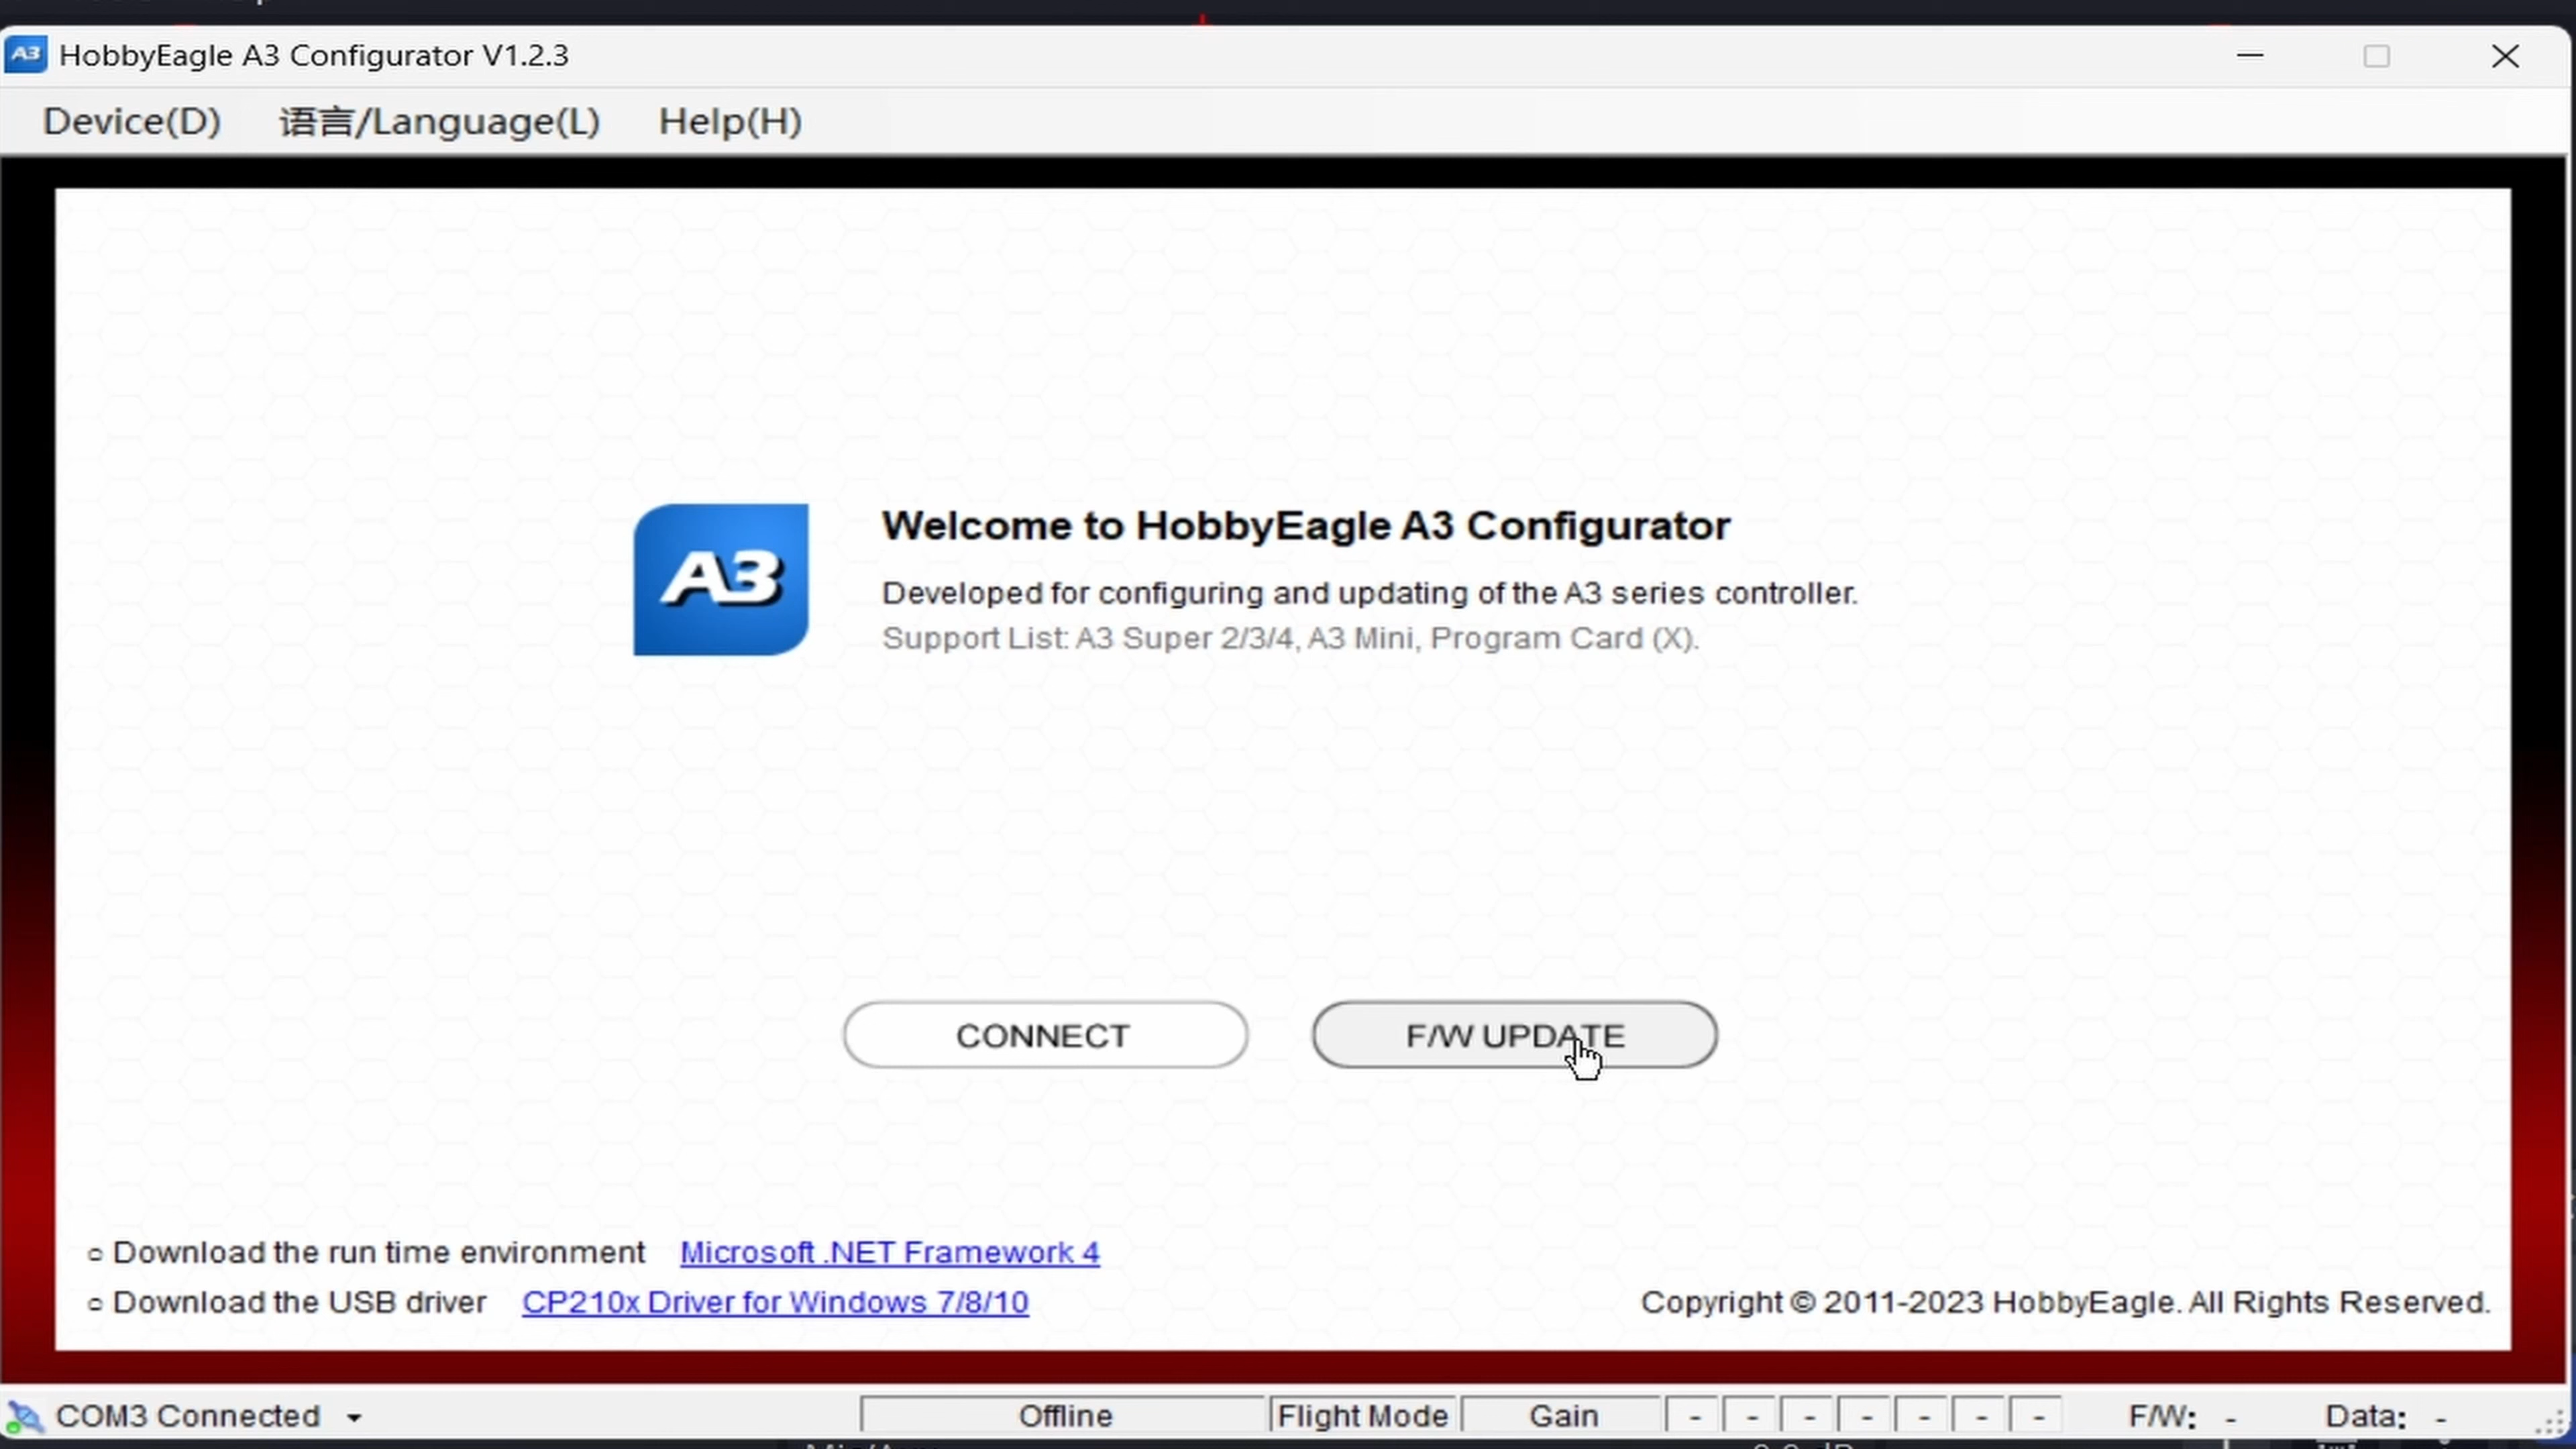 A3 HobbyEagle A3 Configurator V1.2.3
Device(D) 语言/Language(L) Help(H)
A3
Welcome to HobbyEagle A3 Configurator
Developed for configuring and updating of the A3 series controller.
Support List: A3 Super 2/3/4, A3 Mini, Program Card (X).
CONNECT F/W UPDATE
Download the run time environment Microsoft .NET Framework 4
Download the USB driver CP210x Driver for Windows 7/8/10
Copyright © 2011-2023 HobbyEagle. All Rights Reserved.
COM3 Connected Offline Flight Mode Gain - - - - - - - F/W: - Data: -